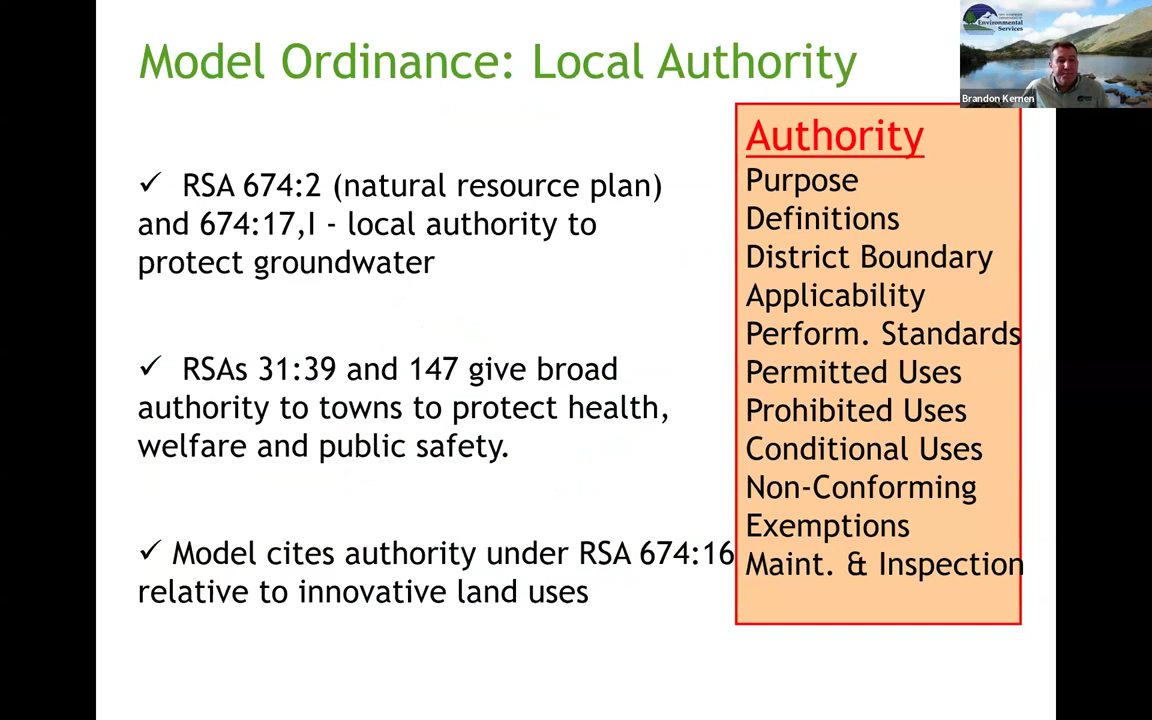 Model Ordinance: Local Authority
✓ RSA 674:2 (natural resource plan)
and 674:17,I - local authority to
protect groundwater
✓ RSAs 31:39 and 147 give broad
authority to towns to protect health,
welfare and public safety.
✓ Model cites authority under RSA 674:16
relative to innovative land uses
Authority
Purpose
Definitions
District Boundary
Applicability
Perform. Standards
Permitted Uses
Prohibited Uses
Conditional Uses
Non-Conforming
Exemptions
Maint. & Inspection
Environmental
Services
Brandon Kernen